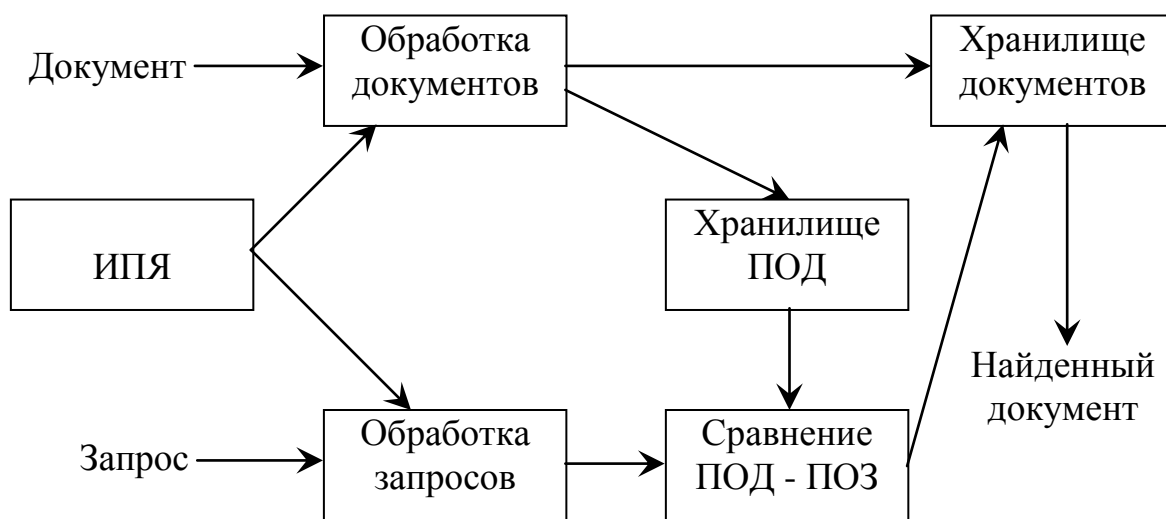 Документ
Обработка
документов
Хранилище
документов
ИПЯ
Хранилище
ПОД
Найденный
документ
Запрос
Обработка
запросов
Сравнение
ПОД - ПОЗ